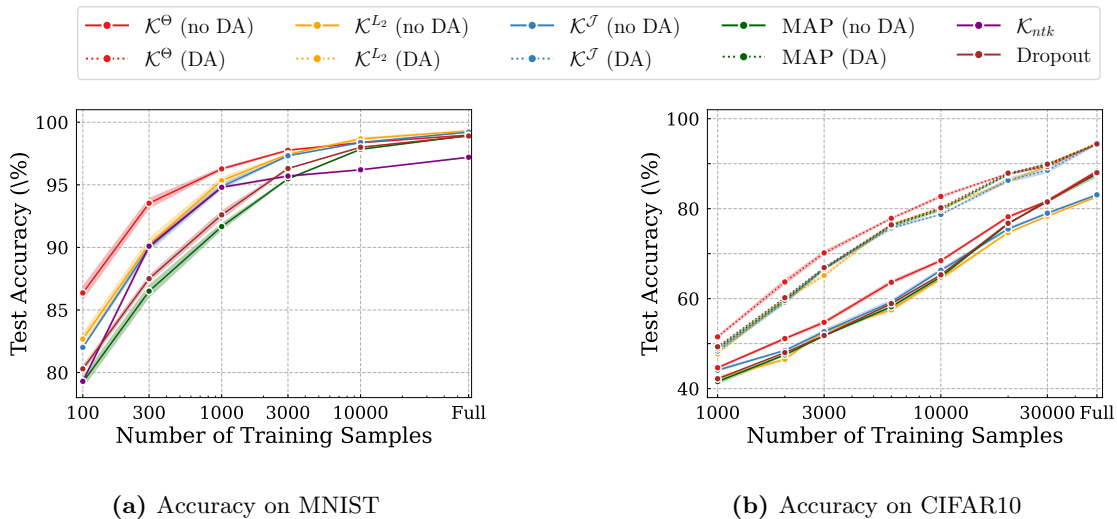 K^Θ (no DA) K^{L_2} (no DA) K^J (no DA) MAP (no DA) K_{ntk}
K^Θ (DA) K^{L_2} (DA) K^J (DA) MAP (DA) Dropout
Test Accuracy (\%)
100
95
90
85
80
100 300 1000 3000 10000 Full
Number of Training Samples
(a) Accuracy on MNIST
Test Accuracy (\%)
100
80
60
40
1000 3000 10000 30000 Full
Number of Training Samples
(b) Accuracy on CIFAR10